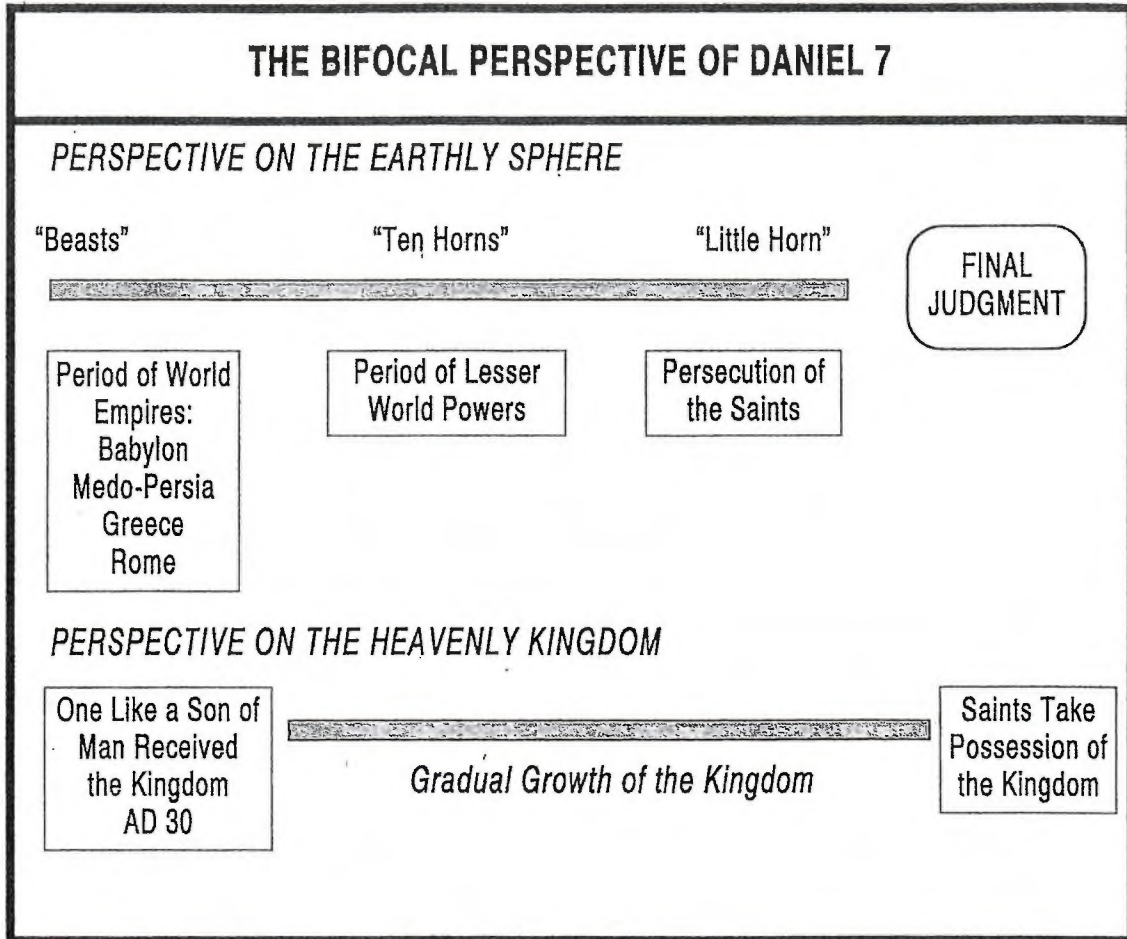 THE BIFOCAL PERSPECTIVE OF DANIEL 7
PERSPECTIVE ON THE EARTHLY SPHERE
"Beasts"
"Ten Horns"
"Little Horn"
FINAL
JUDGMENT
Period of World
Empires:
Babylon
Medo-Persia
Greece
Rome
Period of Lesser
World Powers
Persecution of
the Saints
PERSPECTIVE ON THE HEAVENLY KINGDOM
One Like a Son of
Man Received
the Kingdom
AD 30
Gradual Growth of the Kingdom
Saints Take
Possession of
the Kingdom